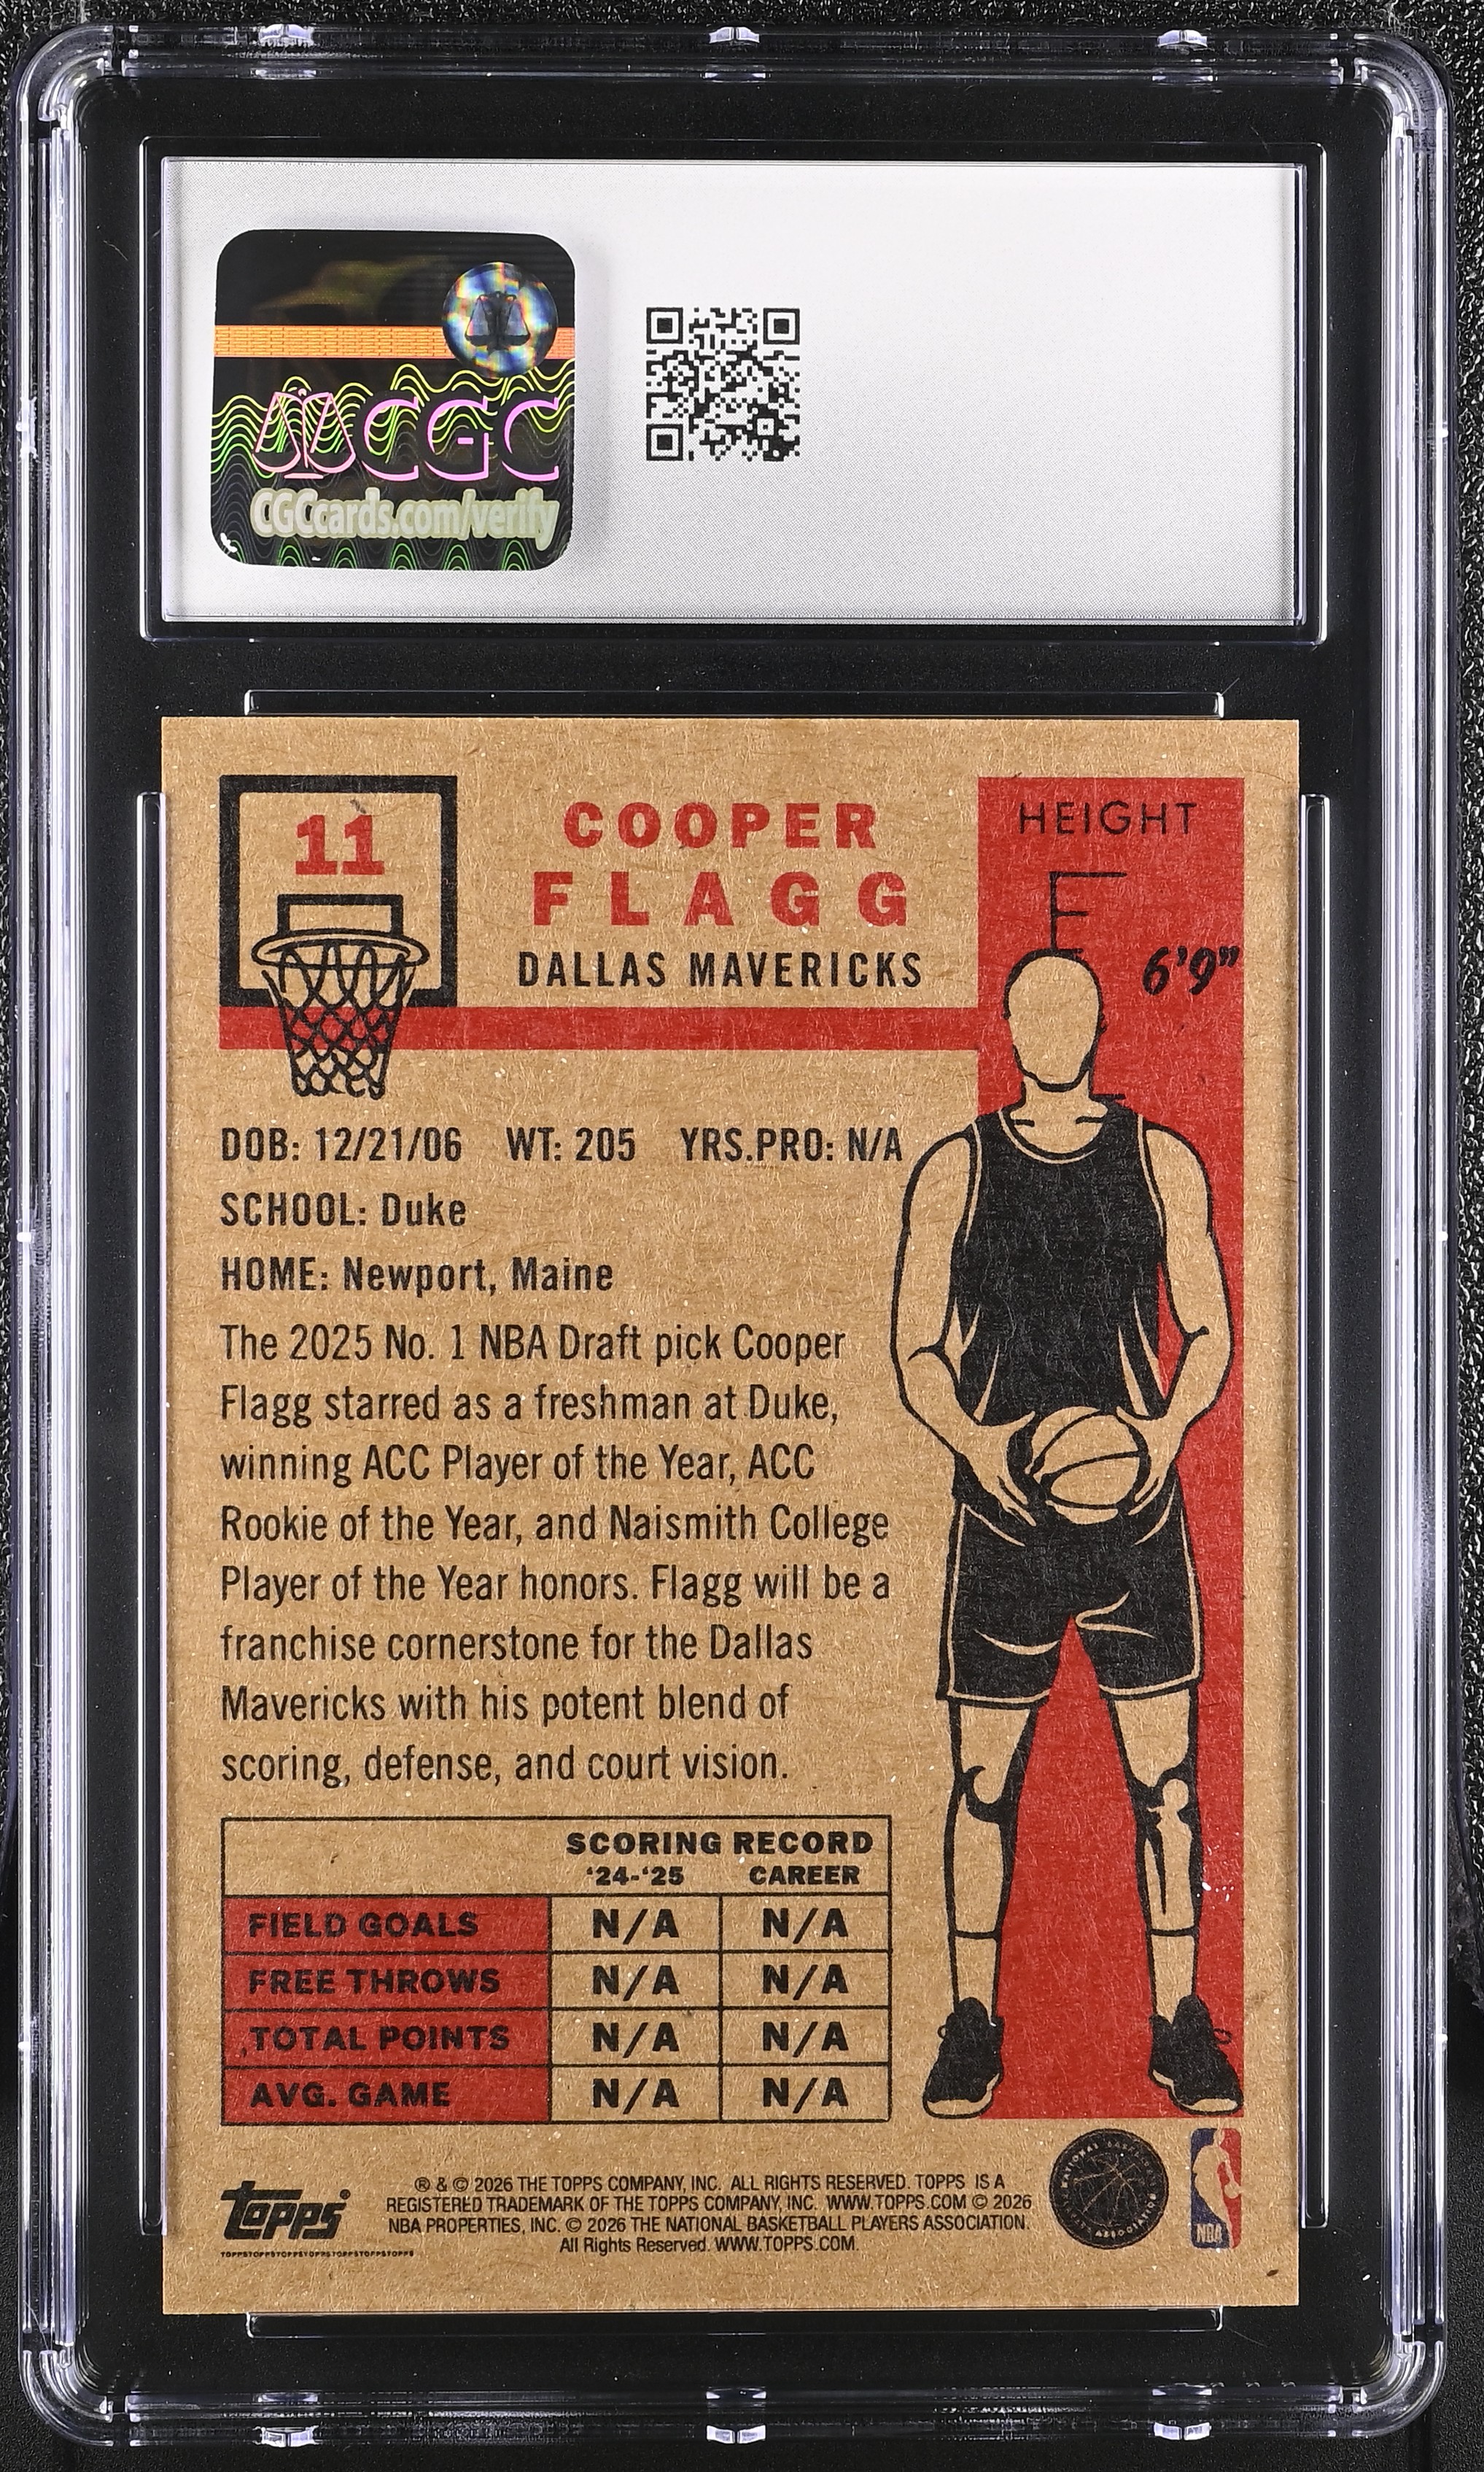 CGC
CGCcards.com/verify
11
COOPER
FLAGG
DALLAS MAVERICKS
HEIGHT
6'9"
DOB: 12/21/06 WT: 205 YRS.PRO: N/A
SCHOOL: Duke
HOME: Newport, Maine
The 2025 No. 1 NBA Draft pick Cooper
Flagg starred as a freshman at Duke,
winning ACC Player of the Year, ACC
Rookie of the Year, and Naismith College
Player of the Year honors. Flagg will be a
franchise cornerstone for the Dallas
Mavericks with his potent blend of
scoring, defense, and court vision.
SCORING RECORD
‘24-‘25 CAREER
FIELD GOALS N/A N/A
FREE THROWS N/A N/A
TOTAL POINTS N/A N/A
AVG. GAME N/A N/A
topps®
TOPPSTOPPSTOPPSTOPPSTOPPSTOPPSTOPPS
® & © 2026 THE TOPPS COMPANY, INC. ALL RIGHTS RESERVED. TOPPS IS A
REGISTERED TRADEMARK OF THE TOPPS COMPANY, INC. WWW.TOPPS.COM © 2026
NBA PROPERTIES, INC. © 2026 THE NATIONAL BASKETBALL PLAYERS ASSOCIATION.
All Rights Reserved. WWW.TOPPS.COM.
NBA